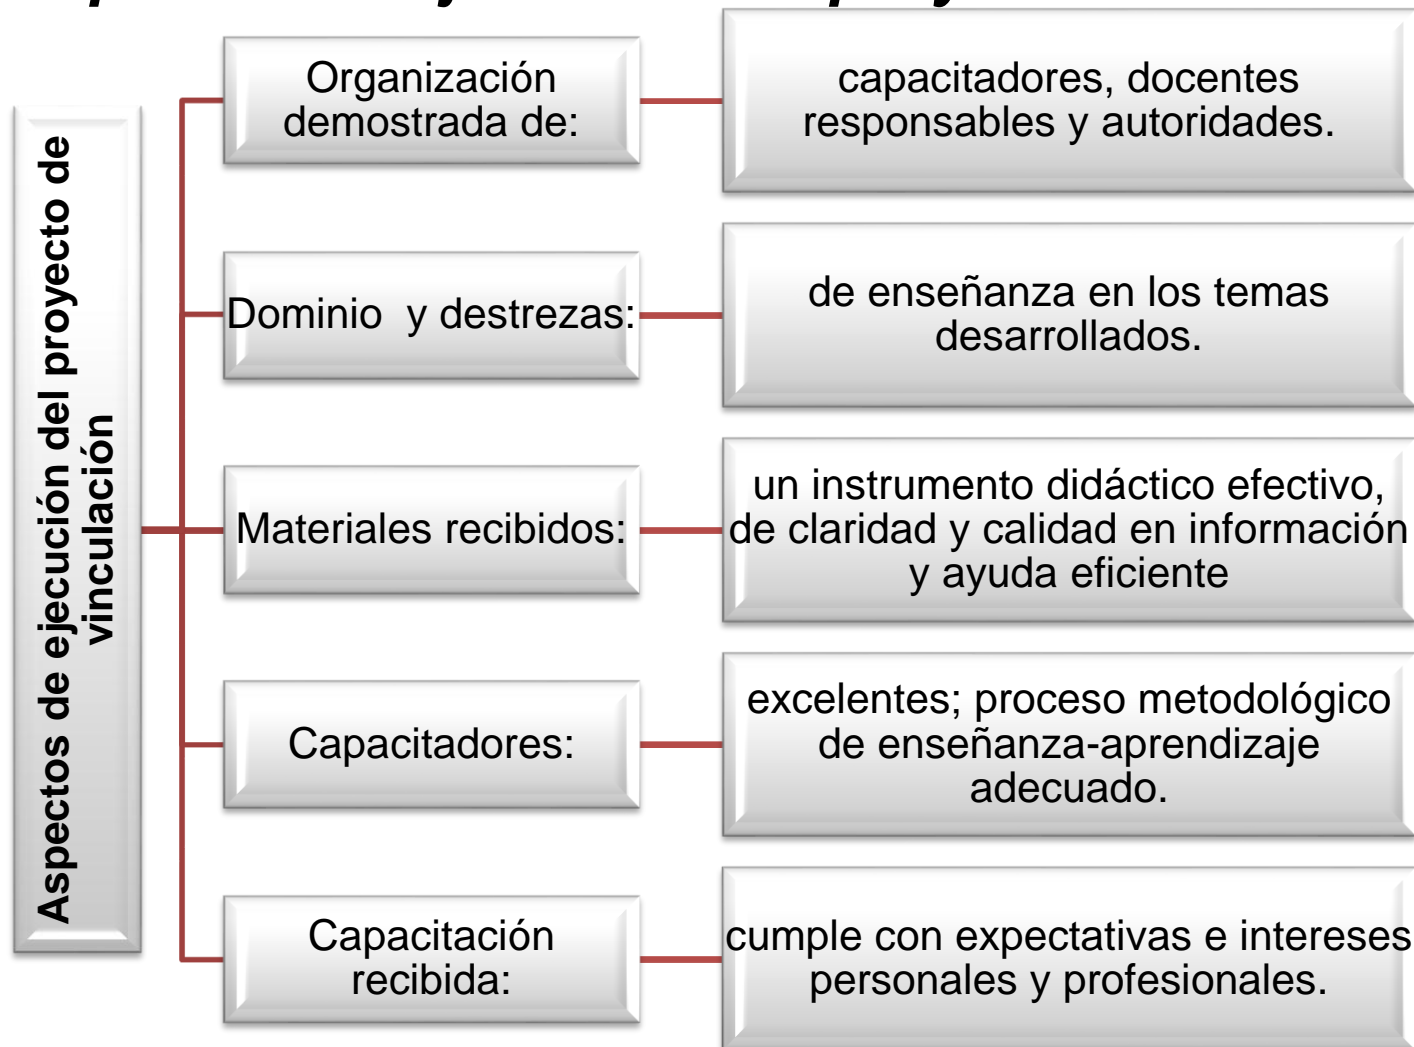 Aspectos de ejecución del proyecto de
vinculación
Organización
demostrada de:
capacitadores, docentes
responsables y autoridades.
Dominio  y destrezas:
de enseñanza en los temas
desarrollados.
Materiales recibidos:
un instrumento didáctico efectivo,
de claridad y calidad en información
y ayuda eficiente
Capacitadores:
excelentes; proceso metodológico
de enseñanza-aprendizaje
adecuado.
Capacitación
recibida:
cumple con expectativas e intereses
personales y profesionales.